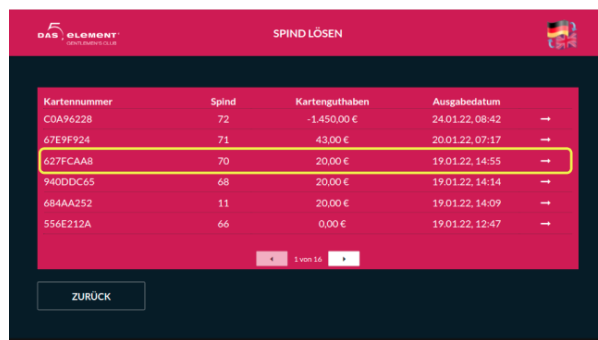 5
DAS element
GENTLEMEN'S CLUB
SPIND LÖSEN
Kartennummer Spind Kartenguthaben Ausgabedatum
C0A96228 72 -1.450,00 € 24.01.22, 08:42 →
67E9F924 71 43,00 € 20.01.22, 07:17 →
627FCAA8 70 20,00 € 19.01.22, 14:55 →
940DDC65 68 20,00 € 19.01.22, 14:14 →
684AA252 11 20,00 € 19.01.22, 14:09 →
556E212A 66 0,00 € 19.01.22, 12:47 →
1 von 16
ZURÜCK